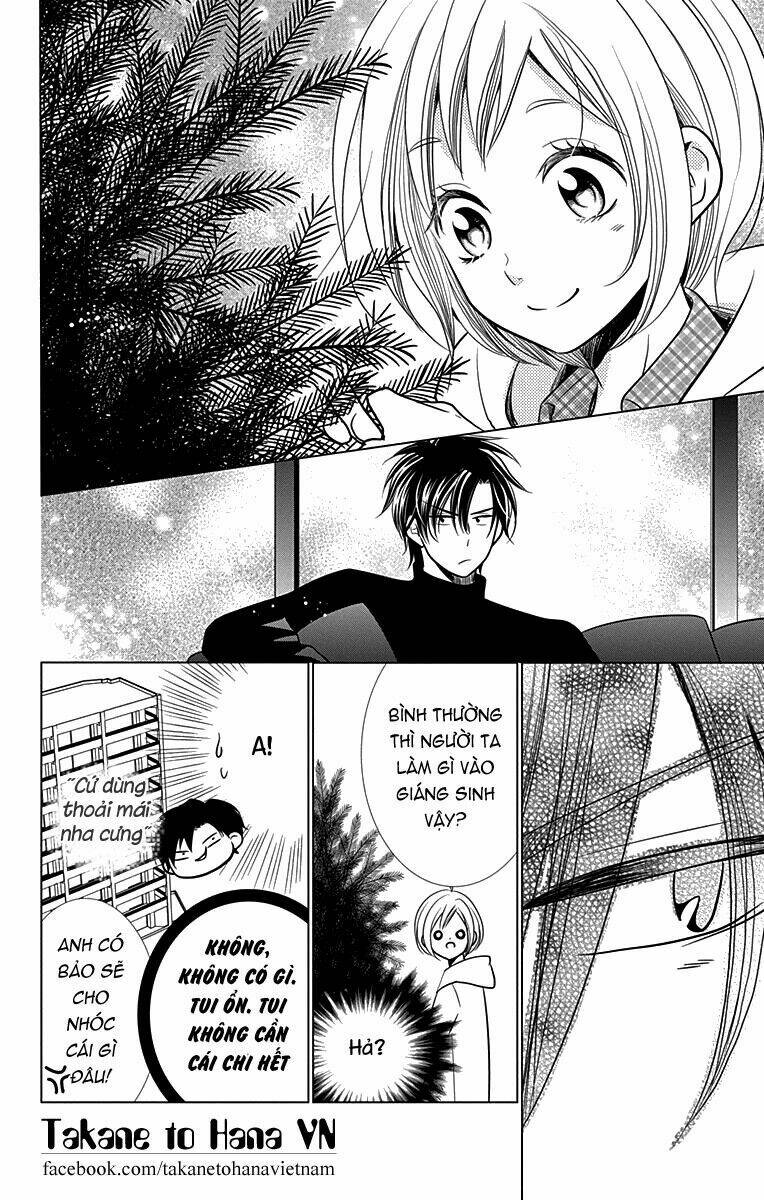 BÌNH THƯỜNG
THÌ NGƯỜI TA
LÀM GÌ VÀO
GIÁNG SINH
VẬY?
Hả?
A!
"Cứ dùng
thoải mái
nha cưng"
KHÔNG,
KHÔNG CÓ GÌ.
TUI ỔN. TUI
KHÔNG CẦN
CÁI CHI HẾT
ANH CÓ
BẢO SẼ
CHO
NHÓC
CÁI GÌ
ĐÂU!
Takane to Hana VN
facebook.com/takanetohanavietnam